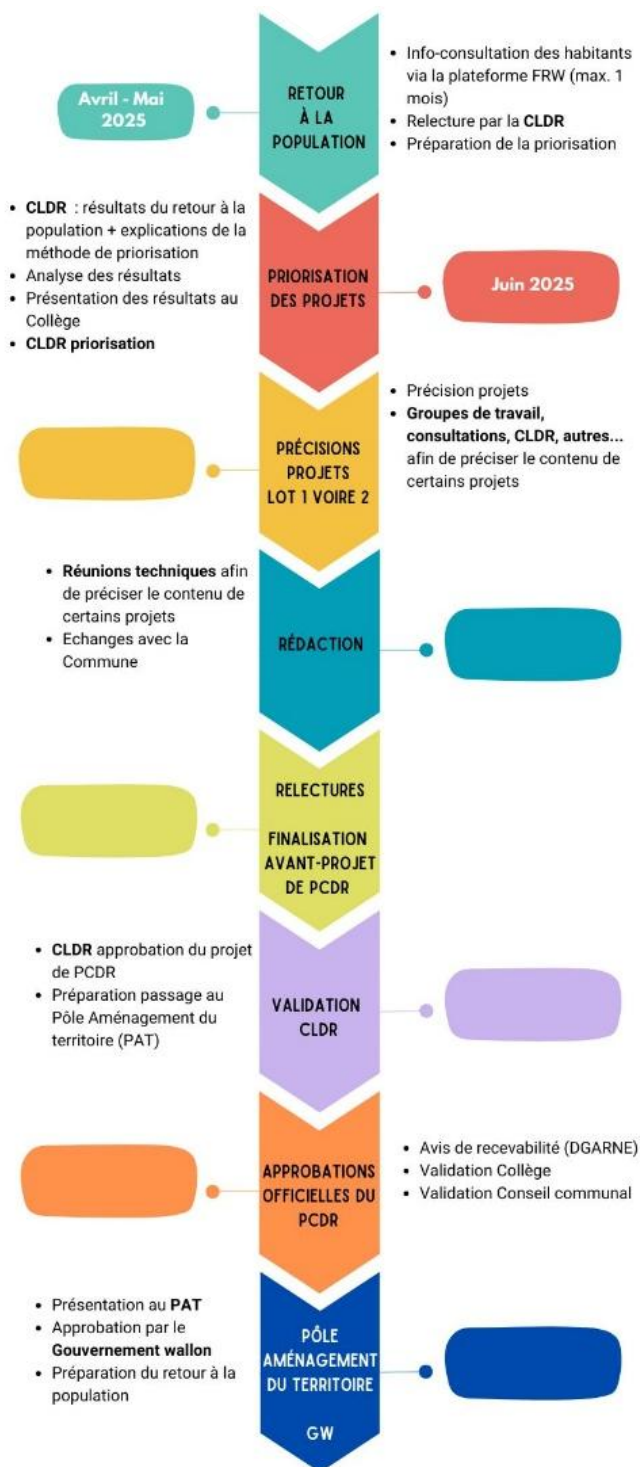 Avril - Mai
2025
RETOUR
À LA
POPULATION
• Info-consultation des habitants
via la plateforme FRW (max. 1
mois)
• Relecture par la CLDR
• Préparation de la priorisation
• CLDR : résultats du retour à la
population + explications de la
méthode de priorisation
• Analyse des résultats
• Présentation des résultats au
Collège
• CLDR priorisation
PRIORISATION
DES PROJETS
Juin 2025
PRÉCISIONS
PROJETS
LOT 1 VOIRE 2
• Précision projets
• Groupes de travail,
consultations, CLDR, autres...
afin de préciser le contenu de
certains projets
• Réunions techniques afin
de préciser le contenu de
certains projets
• Echanges avec la
Commune
RÉDACTION
RELECTURES
FINALISATION
AVANT-PROJET
DE PCDR
• CLDR approbation du projet
de PCDR
• Préparation passage au
Pôle Aménagement du
territoire (PAT)
VALIDATION
CLDR
APPROBATIONS
OFFICIELLES DU
PCDR
• Avis de recevabilité (DGARNE)
• Validation Collège
• Validation Conseil communal
• Présentation au PAT
• Approbation par le
Gouvernement wallon
• Préparation du retour à la
population
PÔLE
AMÉNAGEMENT
DU TERRITOIRE
GW